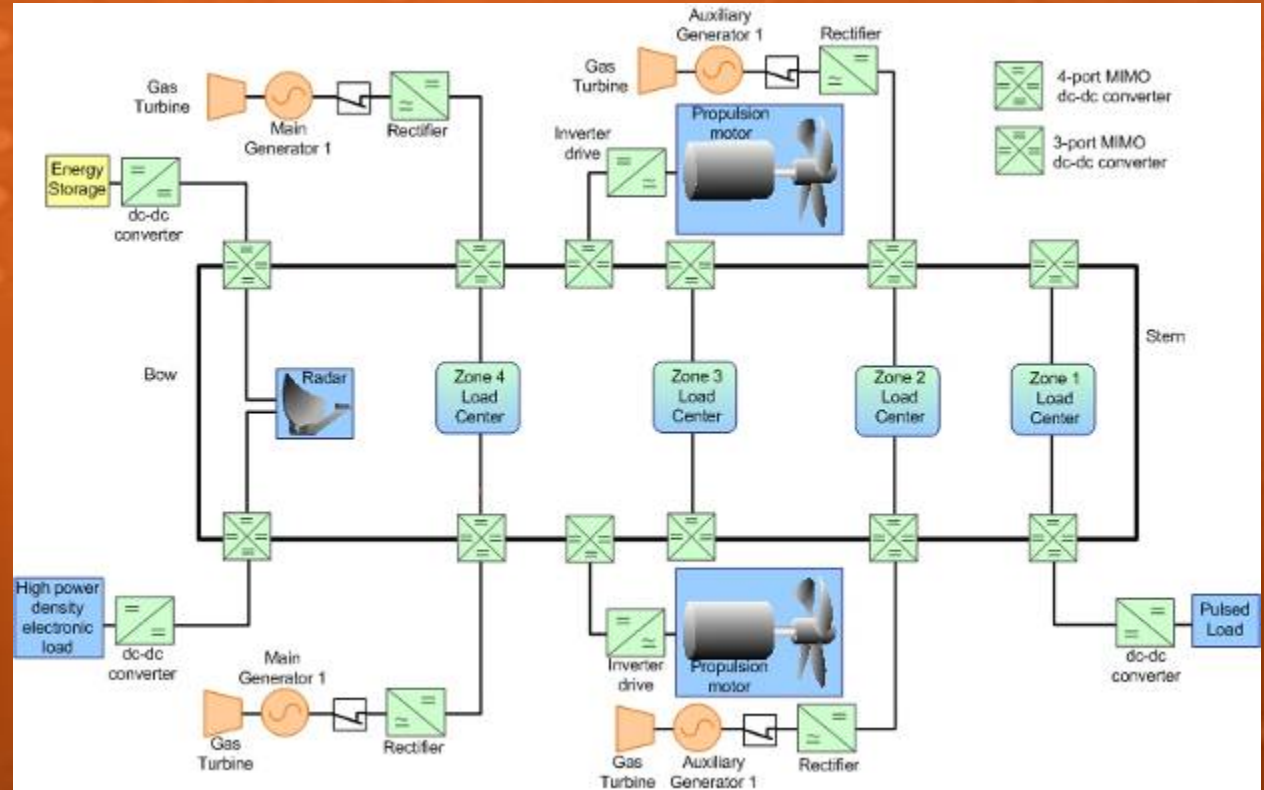 Auxiliary
Generator 1
Rectifier
Gas
Turbine
4-port MIMO
dc-dc converter
Gas
Turbine
Main
Generator 1
Rectifier
Inverter
drive
Propulsion
motor
3-port MIMO
dc-dc converter
Energy
Storage
dc-dc
converter
Bow
Stern
Radar
Zone 4
Load
Center
Zone 3
Load
Center
Zone 2
Load
Center
Zone 1
Load
Center
High power
density
electronic
load
dc-dc
converter
Inverter
drive
Propulsion
motor
Pulsed
Load
dc-dc
converter
Main
Generator 1
Gas
Turbine
Rectifier
Gas
Turbine
Auxiliary
Generator 1
Rectifier